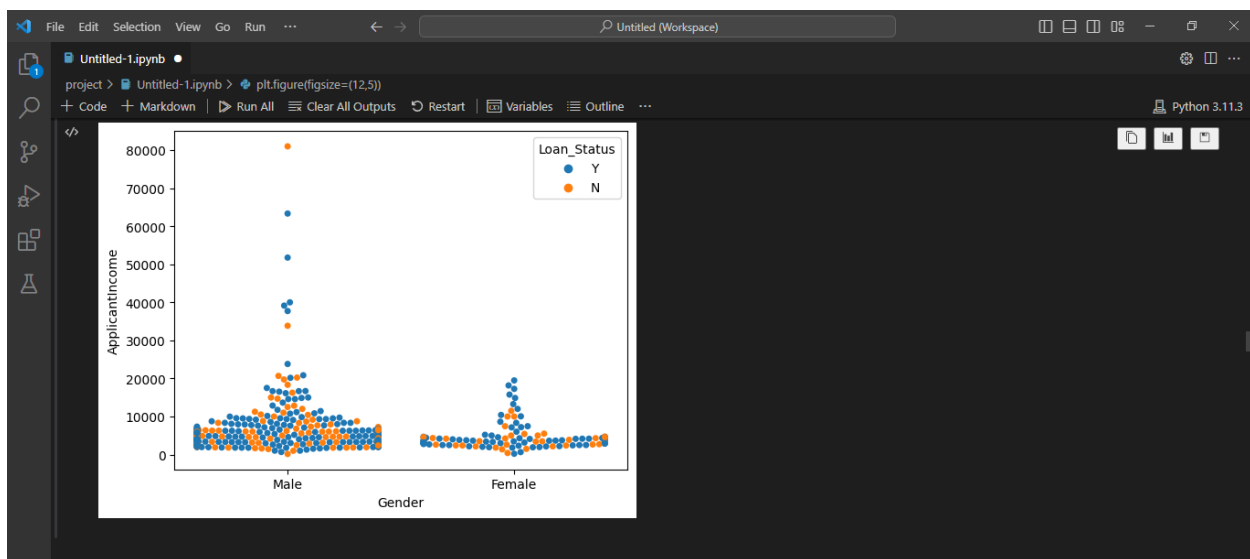 File Edit Selection View Go Run ··· ← → Untitled (Workspace)
Untitled-1.ipynb ●
project > Untitled-1.ipynb > plt.figure(figsize=(12,5))
+ Code + Markdown | Run All Clear All Outputs Restart | Variables Outline ··· Python 3.11.3
1
80000
70000
60000
50000
40000
30000
20000
10000
0
ApplicantIncome
Loan_Status
Y
N
Male Female
Gender